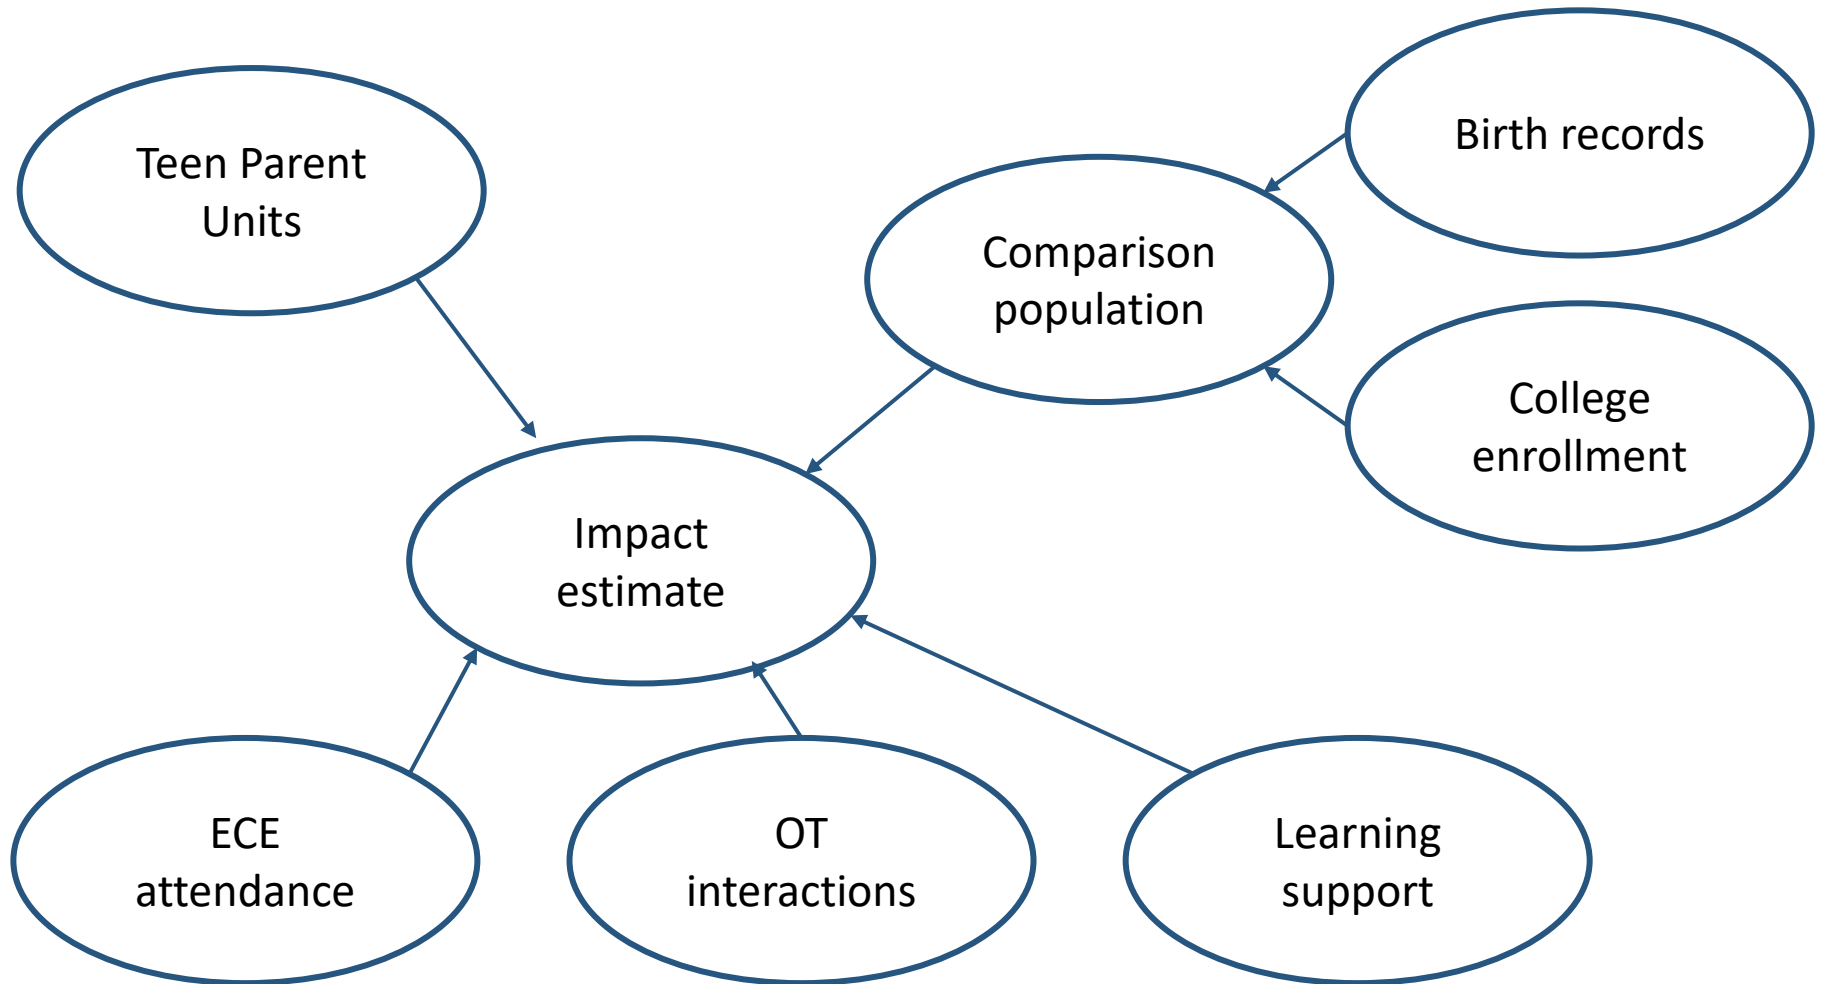 Teen Parent
Units
Birth records
Comparison
population
College
enrollment
Impact
estimate
ECE
attendance
OT
interactions
Learning
support